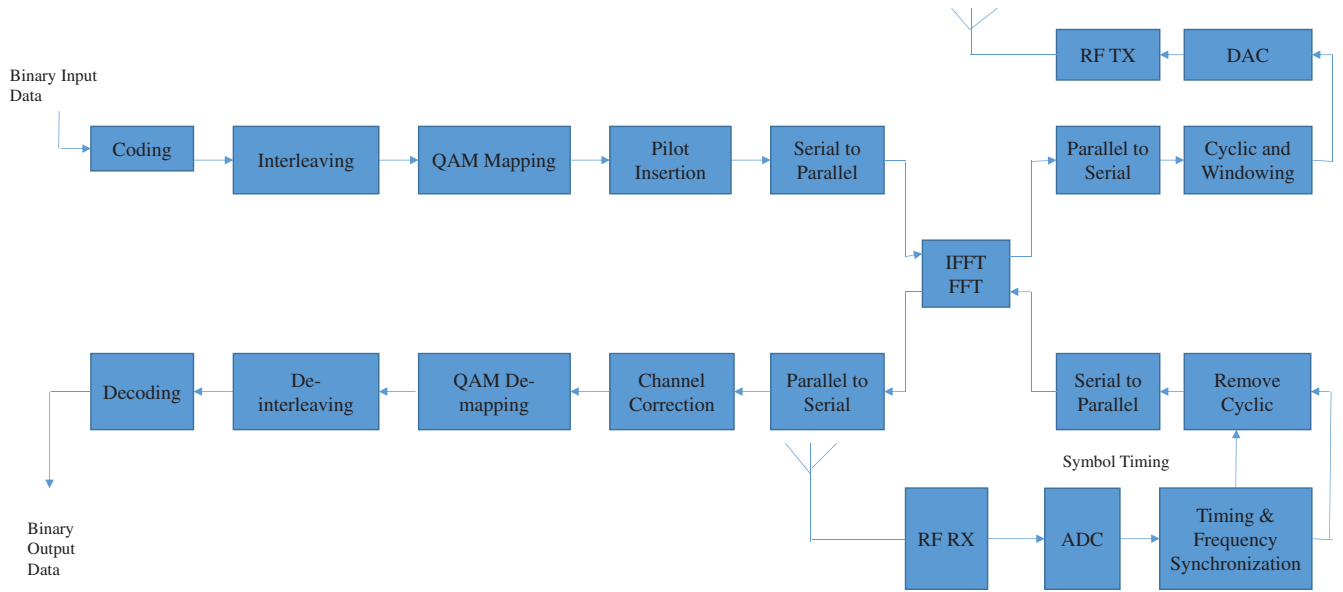 RF TX
DAC
Binary Input
Data
Coding
Interleaving
QAM Mapping
Pilot
Insertion
Serial to
Parallel
Parallel to
Serial
Cyclic and
Windowing
IFFT
FFT
Decoding
De-
interleaving
QAM De-
mapping
Channel
Correction
Parallel to
Serial
Serial to
Parallel
Remove
Cyclic
Symbol Timing
Binary
Output
Data
RF RX
ADC
Timing &
Frequency
Synchronization